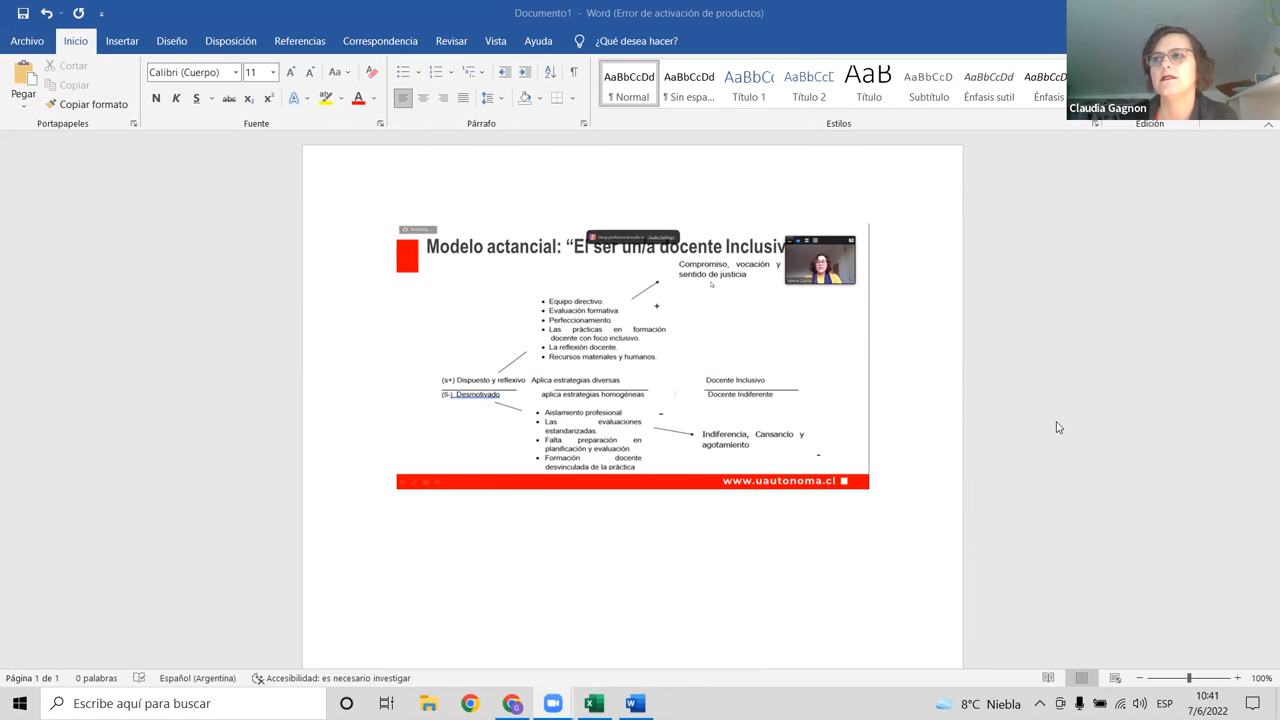 Documento1 - Word (Error de activación de productos)
Archivo Inicio Insertar Diseño Disposición Referencias Correspondencia Revisar Vista Ayuda ¿Qué desea hacer?
Pegar
Cortar
Copiar
Copiar formato
Portapapeles
Calibri (Cuerpo) 11
N K S abc x₂ x²
Fuente
Párrafo
AaBbCcDd AaBbCcDd AaBbCc AaBbCcD AaB AaBbCcD AaBbCcDd AaBbCcDd
¶ Normal ¶ Sin espa... Título 1 Título 2 Título Subtítulo Énfasis sutil Énfasis
Estilos
Edición
Claudia Gagnon
Modelo actancial: “El ser un/a docente Inclusiv
Compromiso, vocación y
sentido de justicia
+
• Equipo directivo.
• Evaluación formativa.
• Perfeccionamiento.
• Las prácticas en formación
docente con foco inclusivo.
• La reflexión docente.
• Recursos materiales y humanos.
(s+) Dispuesto y reflexivo Aplica estrategias diversas Docente Inclusivo
(S-) Desmotivado aplica estrategias homogéneas Docente Indiferente
• Aislamiento profesional
• Las evaluaciones
estandarizadas.
• Falta preparación en
planificación y evaluación.
• Formación docente
desvinculada de la práctica
–
Indiferencia, Cansancio y
agotamiento
–
www.uautonoma.cl
Página 1 de 1 0 palabras Español (Argentina) Accesibilidad: es necesario investigar 100%
Escribe aquí para buscar
8°C Niebla
ESP
10:41
7/6/2022